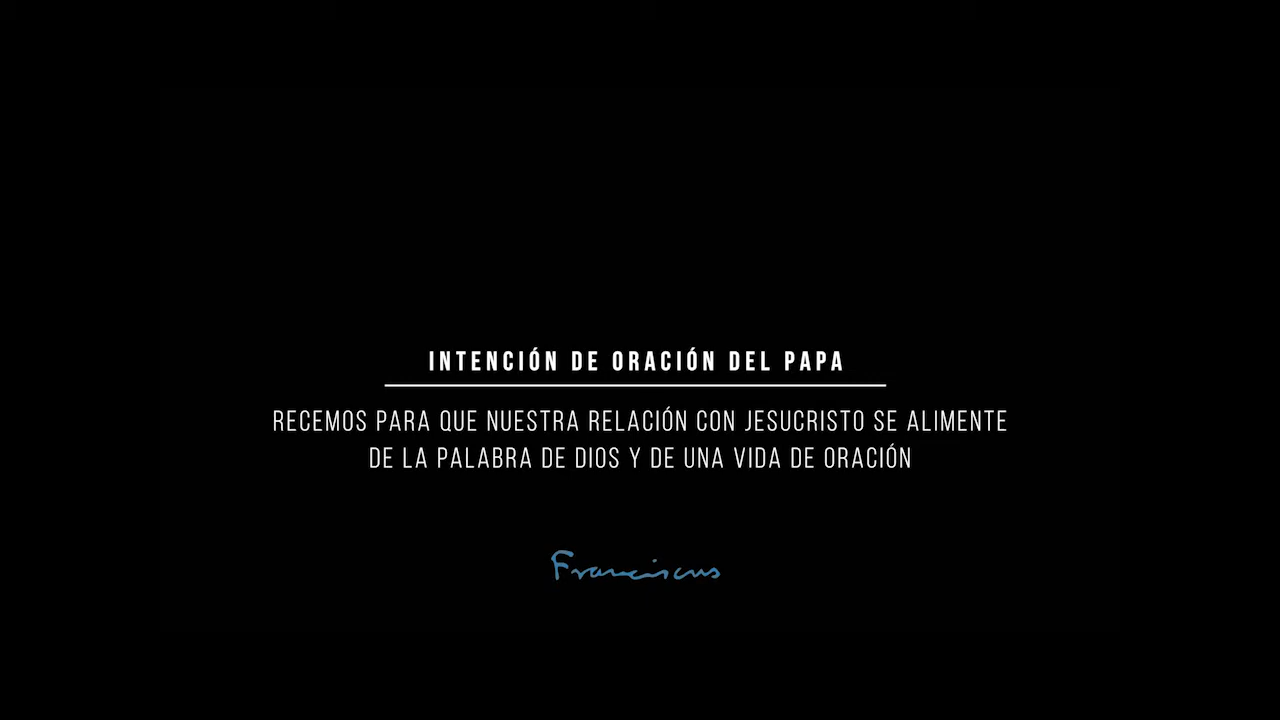 INTENCIÓN DE ORACIÓN DEL PAPA
RECEMOS PARA QUE NUESTRA RELACIÓN CON JESUCRISTO SE ALIMENTE
DE LA PALABRA DE DIOS Y DE UNA VIDA DE ORACIÓN
Franciscus